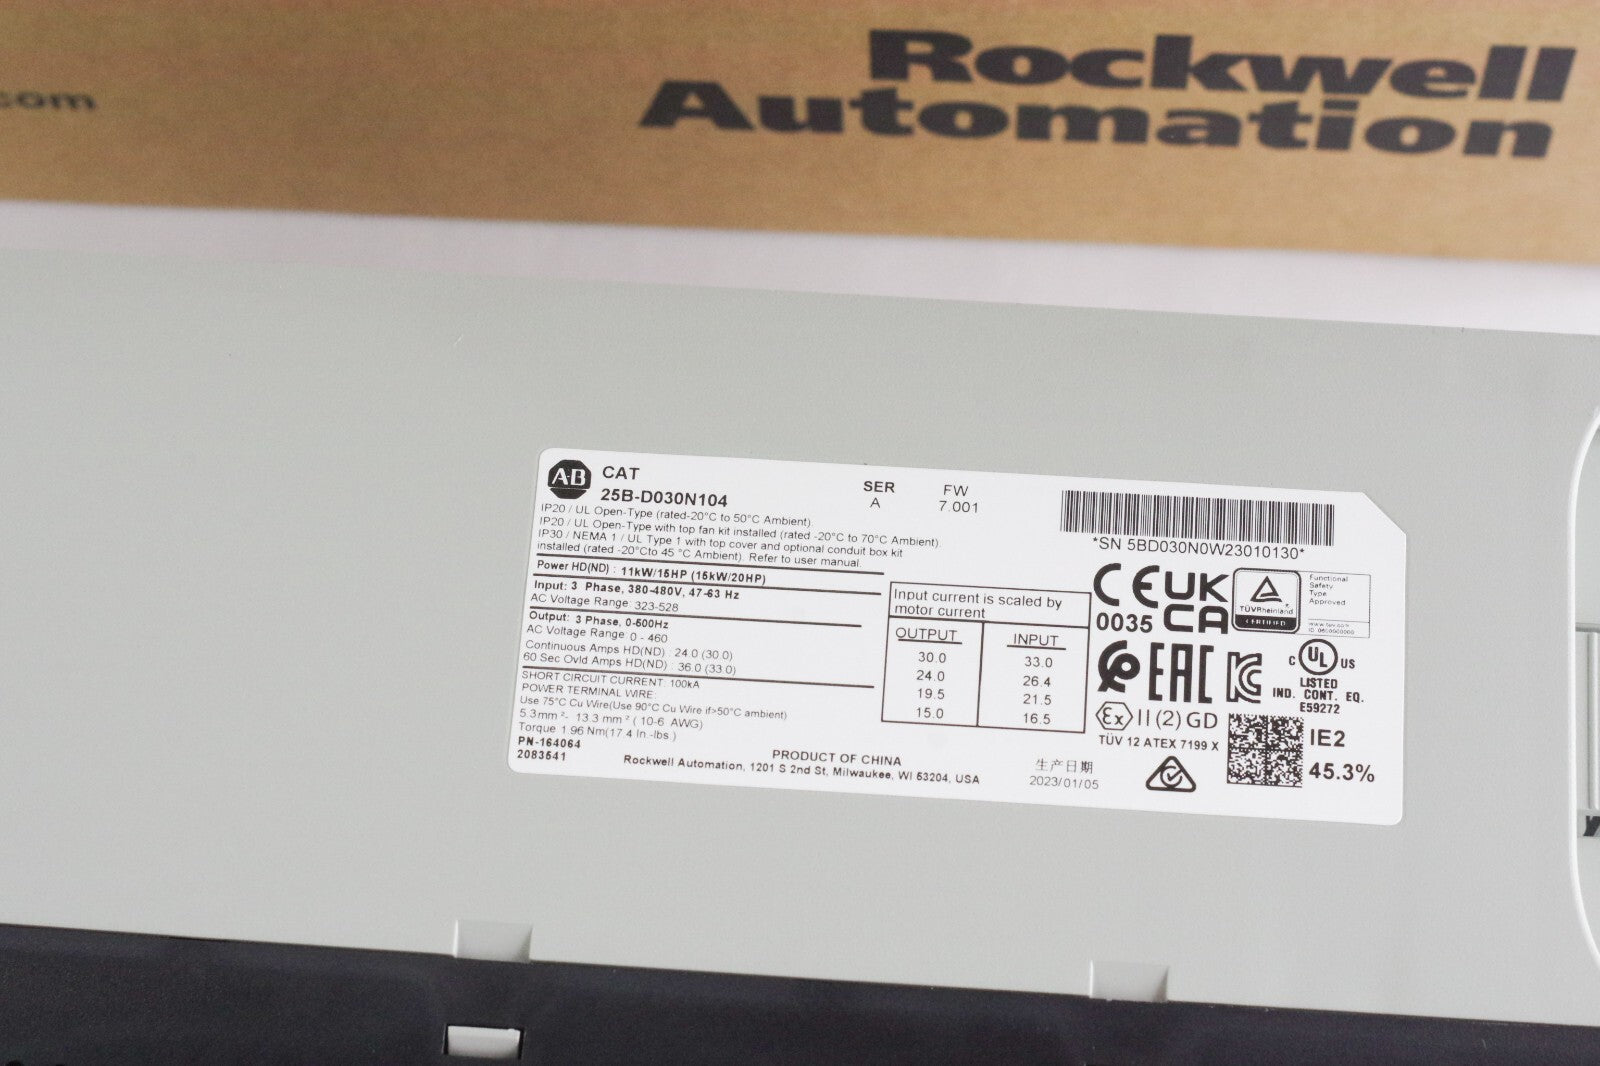 Rockwell
Automation
com
AB
CAT
25B-D030N104
SER
A
FW
7.001
IP20 / UL Open-Type (rated-20°C to 50°C Ambient).
IP20 / UL Open-Type with top fan kit installed (rated -20°C to 70°C Ambient).
IP30 / NEMA 1 / UL Type 1 with top cover and optional conduit box kit
installed (rated -20°Cto 45 °C Ambient). Refer to user manual.
Power HD(ND) : 11kW/15HP (15kW/20HP)
Input: 3 Phase, 380-480V, 47-63 Hz
AC Voltage Range: 323-528
Output: 3 Phase, 0-500Hz
AC Voltage Range: 0 - 460
Continuous Amps HD(ND) : 24.0 (30.0)
60 Sec Ovld Amps HD(ND) : 36.0 (33.0)
SHORT CIRCUIT CURRENT: 100kA
POWER TERMINAL WIRE:
Use 75°C Cu Wire(Use 90°C Cu Wire if>50°C ambient)
5.3mm ²- 13.3 mm ² ( 10-6 AWG)
Torque 1.96 Nm(17.4 In.-lbs )
PN-164064
2083541
Input current is scaled by
motor current
OUTPUT INPUT
30.0 33.0
24.0 26.4
19.5 21.5
15.0 16.5
PRODUCT OF CHINA
Rockwell Automation, 1201 S 2nd St, Milwaukee, WI 53204, USA
生产日期
2023/01/05
*SN 5BD030N0W23010130*
CE
0035
UK
CA
TÜVRheinland
CERTIFIED
Functional
Safety
Type
Approved
EAC
C UL US
LISTED
IND. CONT. EQ.
E59272
Ex II (2) GD
TÜV 12 ATEX 7199 X
IE2
45.3%